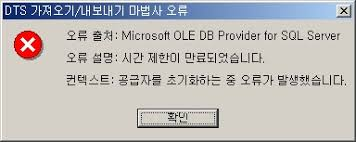 DTS 가져오기/내보내기 마법사 오류
오류 출처: Microsoft OLE DB Provider for SQL Server
오류 설명: 시간 제한이 만료되었습니다.
컨텍스트: 공급자를 초기화하는 중 오류가 발생했습니다.
확인